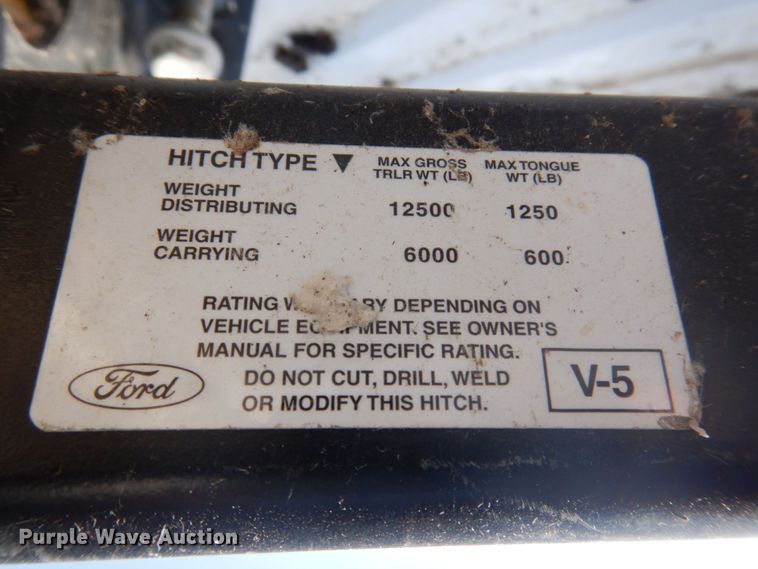 HITCH TYPE ▼ MAX GROSS TRLR WT (LB) MAX TONGUE WT (LB)
WEIGHT DISTRIBUTING 12500 1250
WEIGHT CARRYING 6000 600
RATING DEPENDING ON
VEHICLE EQUIPMENT. SEE OWNER'S
MANUAL FOR SPECIFIC RATING.
DO NOT CUT, DRILL, WELD
OR MODIFY THIS HITCH.
Ford
V-5
Purple Wave Auction